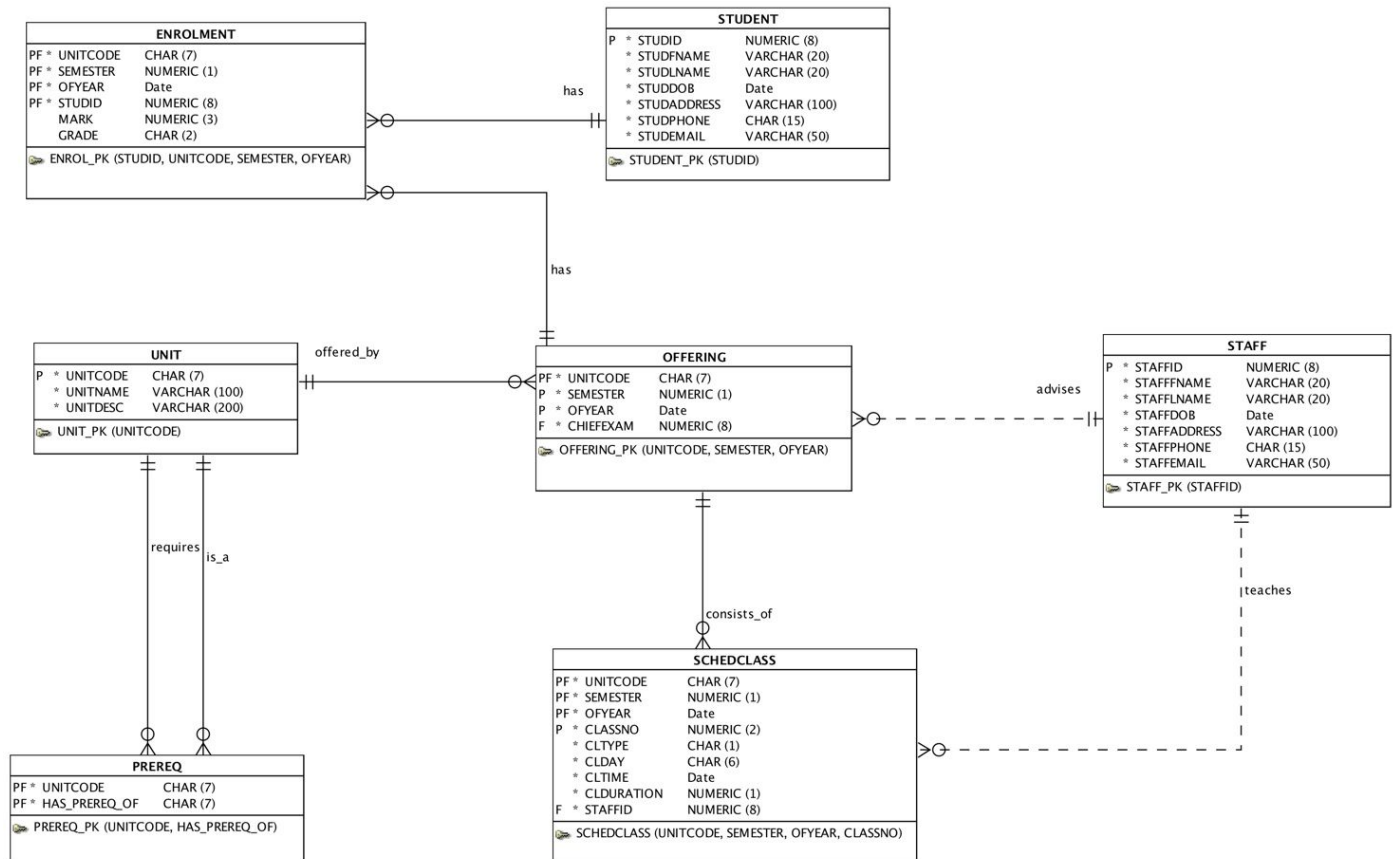 ENROLMENT
PF * UNITCODE CHAR (7)
PF * SEMESTER NUMERIC (1)
PF * OFYEAR Date
PF * STUDID NUMERIC (8)
MARK NUMERIC (3)
GRADE CHAR (2)
ENROL_PK (STUDID, UNITCODE, SEMESTER, OFYEAR)
has
STUDENT
P * STUDID NUMERIC (8)
* STUDFNAME VARCHAR (20)
* STUDLNAME VARCHAR (20)
* STUDDOB Date
* STUDADDRESS VARCHAR (100)
* STUDPHONE CHAR (15)
* STUDEMAIL VARCHAR (50)
STUDENT_PK (STUDID)
has
UNIT
P * UNITCODE CHAR (7)
* UNITNAME VARCHAR (100)
* UNITDESC VARCHAR (200)
UNIT_PK (UNITCODE)
offered_by
OFFERING
PF * UNITCODE CHAR (7)
P * SEMESTER NUMERIC (1)
P * OFYEAR Date
F * CHIEFEXAM NUMERIC (8)
OFFERING_PK (UNITCODE, SEMESTER, OFYEAR)
advises
STAFF
P * STAFFID NUMERIC (8)
* STAFFFNAME VARCHAR (20)
* STAFFLNAME VARCHAR (20)
* STAFFDOB Date
* STAFFADDRESS VARCHAR (100)
* STAFFPHONE CHAR (15)
* STAFFEMAIL VARCHAR (50)
STAFF_PK (STAFFID)
requires
is_a
consists_of
teaches
PREREQ
PF * UNITCODE CHAR (7)
PF * HAS_PREREQ_OF CHAR (7)
PREREQ_PK (UNITCODE, HAS_PREREQ_OF)
SCHEDCLASS
PF * UNITCODE CHAR (7)
PF * SEMESTER NUMERIC (1)
PF * OFYEAR Date
P * CLASSNO NUMERIC (2)
* CLTYPE CHAR (1)
* CLDAY CHAR (6)
* CLTIME Date
* CLDURATION NUMERIC (1)
F * STAFFID NUMERIC (8)
SCHEDCLASS (UNITCODE, SEMESTER, OFYEAR, CLASSNO)